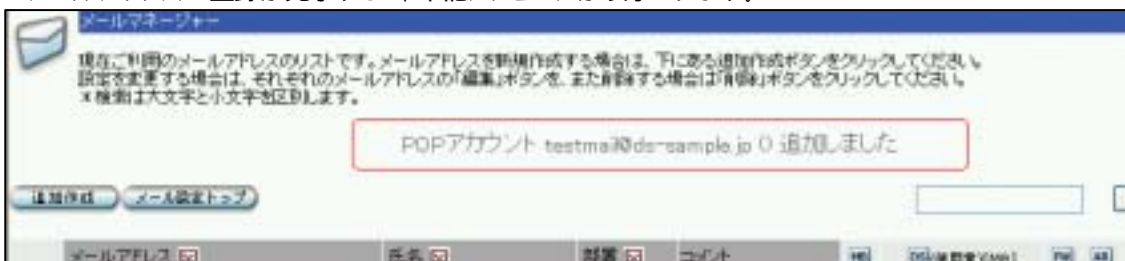 メールマネージャー
現在ご利用のメールアドレスのリストです。メールアドレスを新規作成する場合は、下にある追加作成ボタンをクリックしてください。
設定を変更する場合は、それぞれのメールアドレスの「編集」ボタンを、また削除する場合は「削除」ボタンをクリックしてください。
※検索は大文字と小文字を区別します。
POPアカウント testmail@ds-sample.jp () 追加しました
追加作成 メール設定トップ
メールアドレス 氏名 部署 コメント